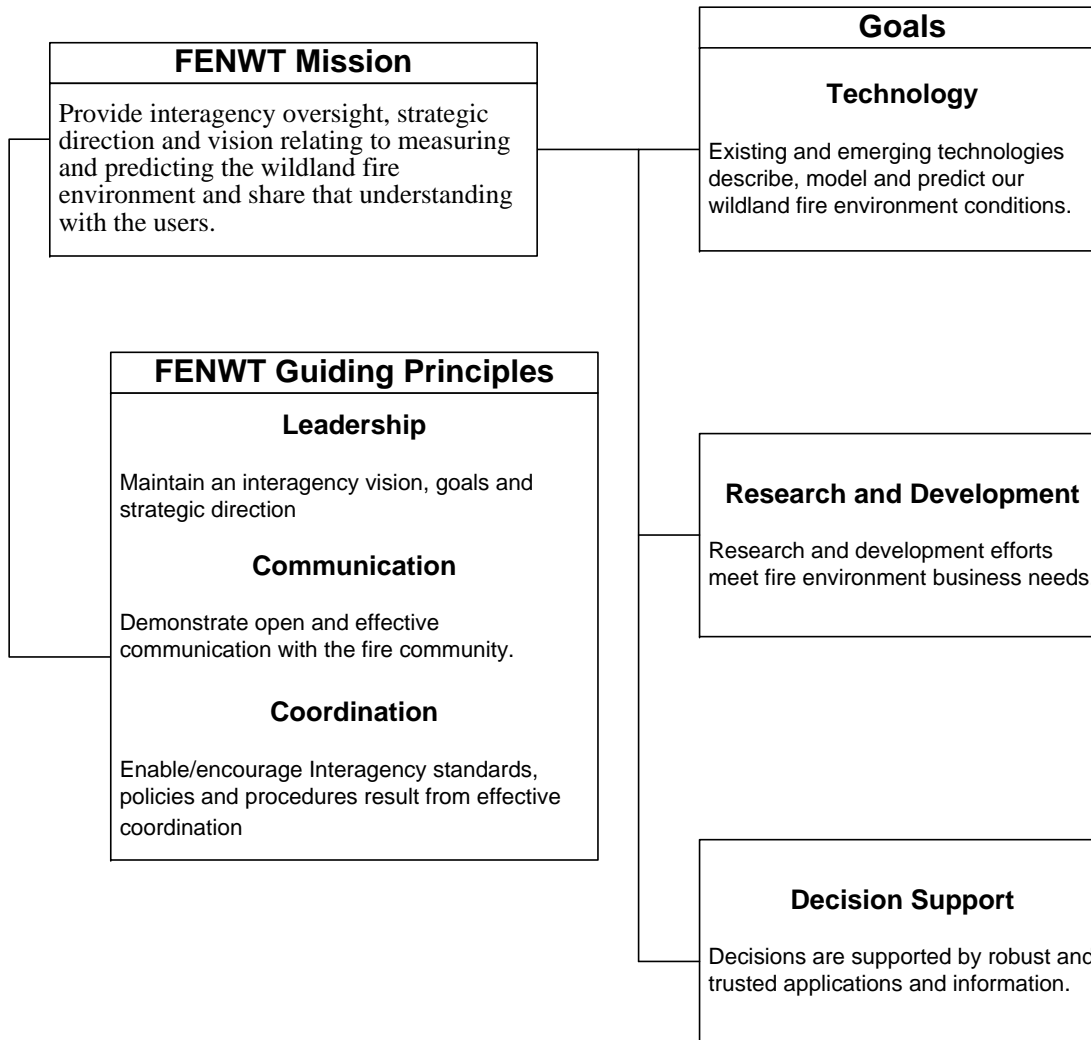 FENWT Mission
Provide interagency oversight, strategic
direction and vision relating to measuring
and predicting the wildland fire
environment and share that understanding
with the users.
FENWT Guiding Principles
Leadership
Maintain an interagency vision, goals and
strategic direction
Communication
Demonstrate open and effective
communication with the fire community.
Coordination
Enable/encourage Interagency standards,
policies and procedures result from effective
coordination
Goals
Technology
Existing and emerging technologies
describe, model and predict our
wildland fire environment conditions.
Research and Development
Research and development efforts
meet fire environment business needs
Decision Support
Decisions are supported by robust and
trusted applications and information.